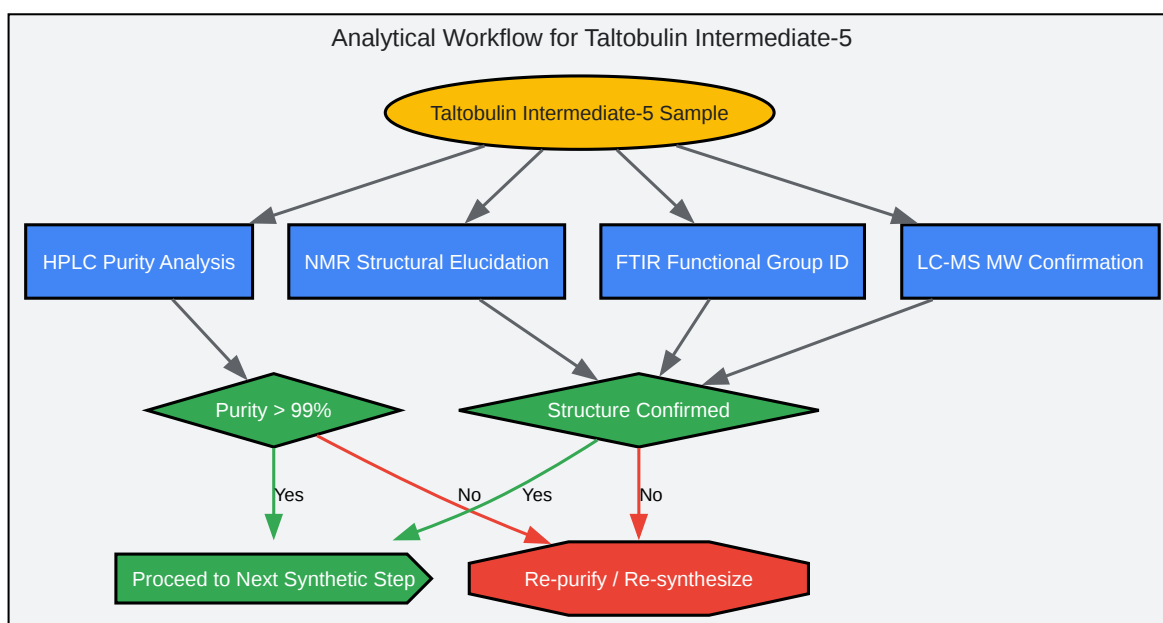 Analytical Workflow for Taltobulin Intermediate-5
Taltobulin Intermediate-5 Sample
HPLC Purity Analysis
NMR Structural Elucidation
FTIR Functional Group ID
LC-MS MW Confirmation
Purity > 99%
Structure Confirmed
Yes
No
Yes
No
Proceed to Next Synthetic Step
Re-purify / Re-synthesize